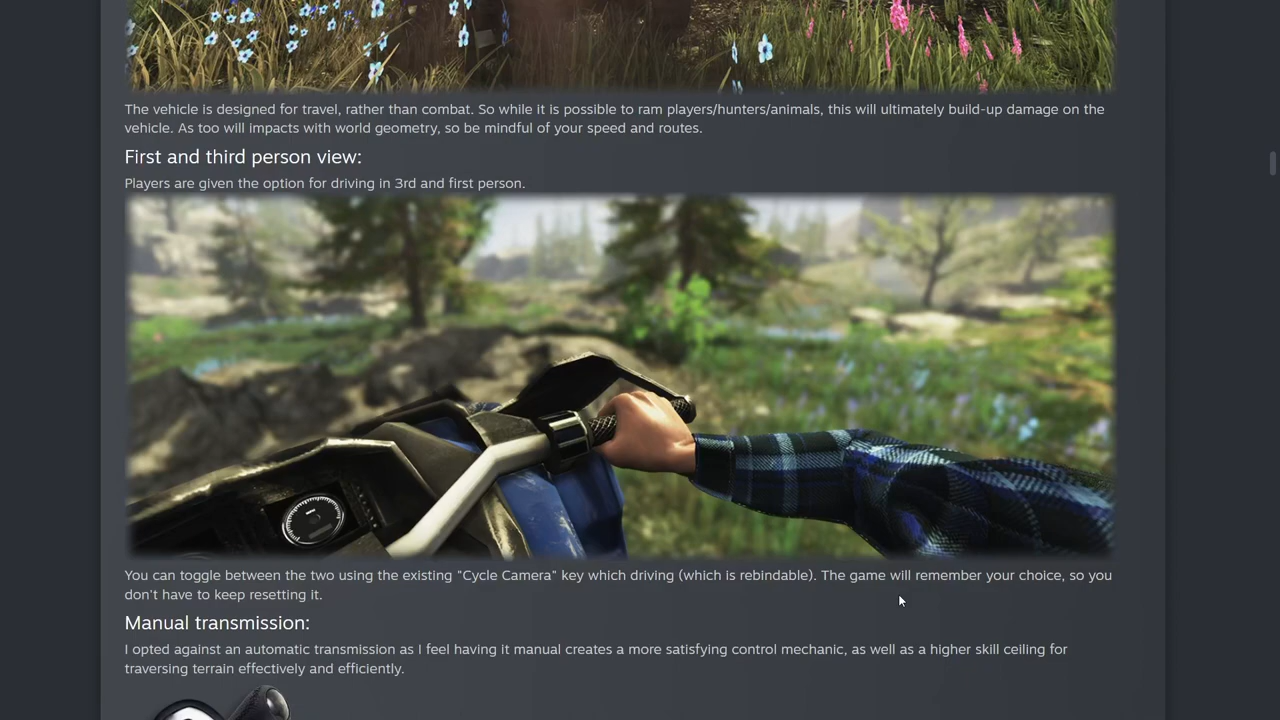 The vehicle is designed for travel, rather than combat. So while it is possible to ram players/hunters/animals, this will ultimately build-up damage on the
vehicle. As too will impacts with world geometry, so be mindful of your speed and routes.
First and third person view:
Players are given the option for driving in 3rd and first person.
You can toggle between the two using the existing "Cycle Camera" key which driving (which is rebindable). The game will remember your choice, so you
don't have to keep resetting it.
Manual transmission:
I opted against an automatic transmission as I feel having it manual creates a more satisfying control mechanic, as well as a higher skill ceiling for
traversing terrain effectively and efficiently.